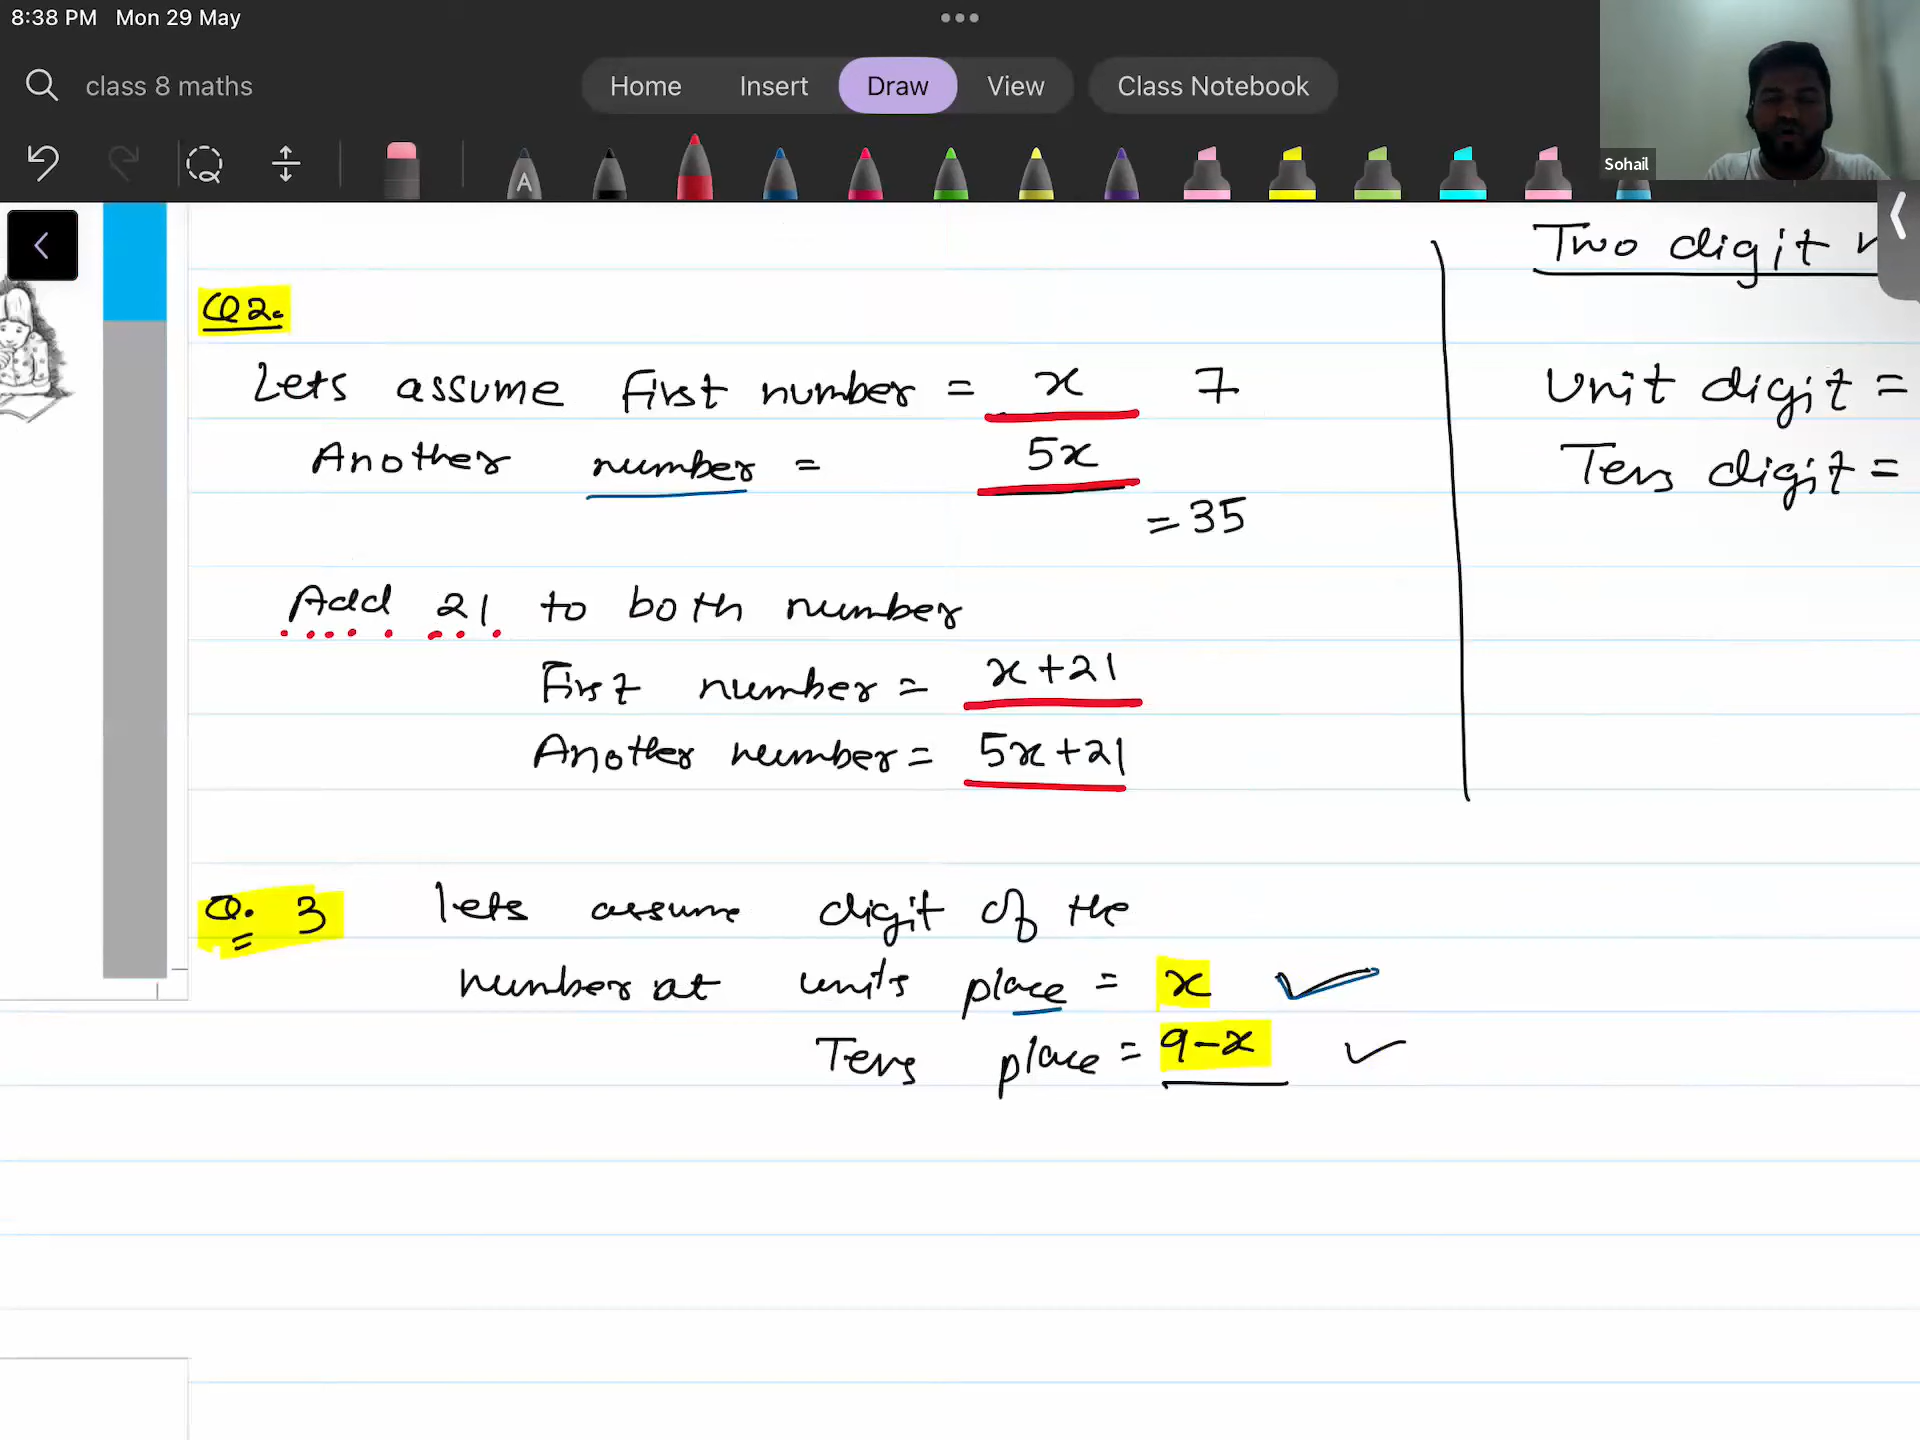 8:38 PM Mon 29 May
class 8 maths
Home Insert Draw View Class Notebook
A
Sohail
Q2.
Lets assume First number = x 7
Another number = 5x
= 35
Add 21 to both number
First number = x+21
Another number = 5x+21
Two digit
Unit digit =
Tens digit =
Q. 3 lets assume digit of the
number at units place = x
Tens place = 9-x